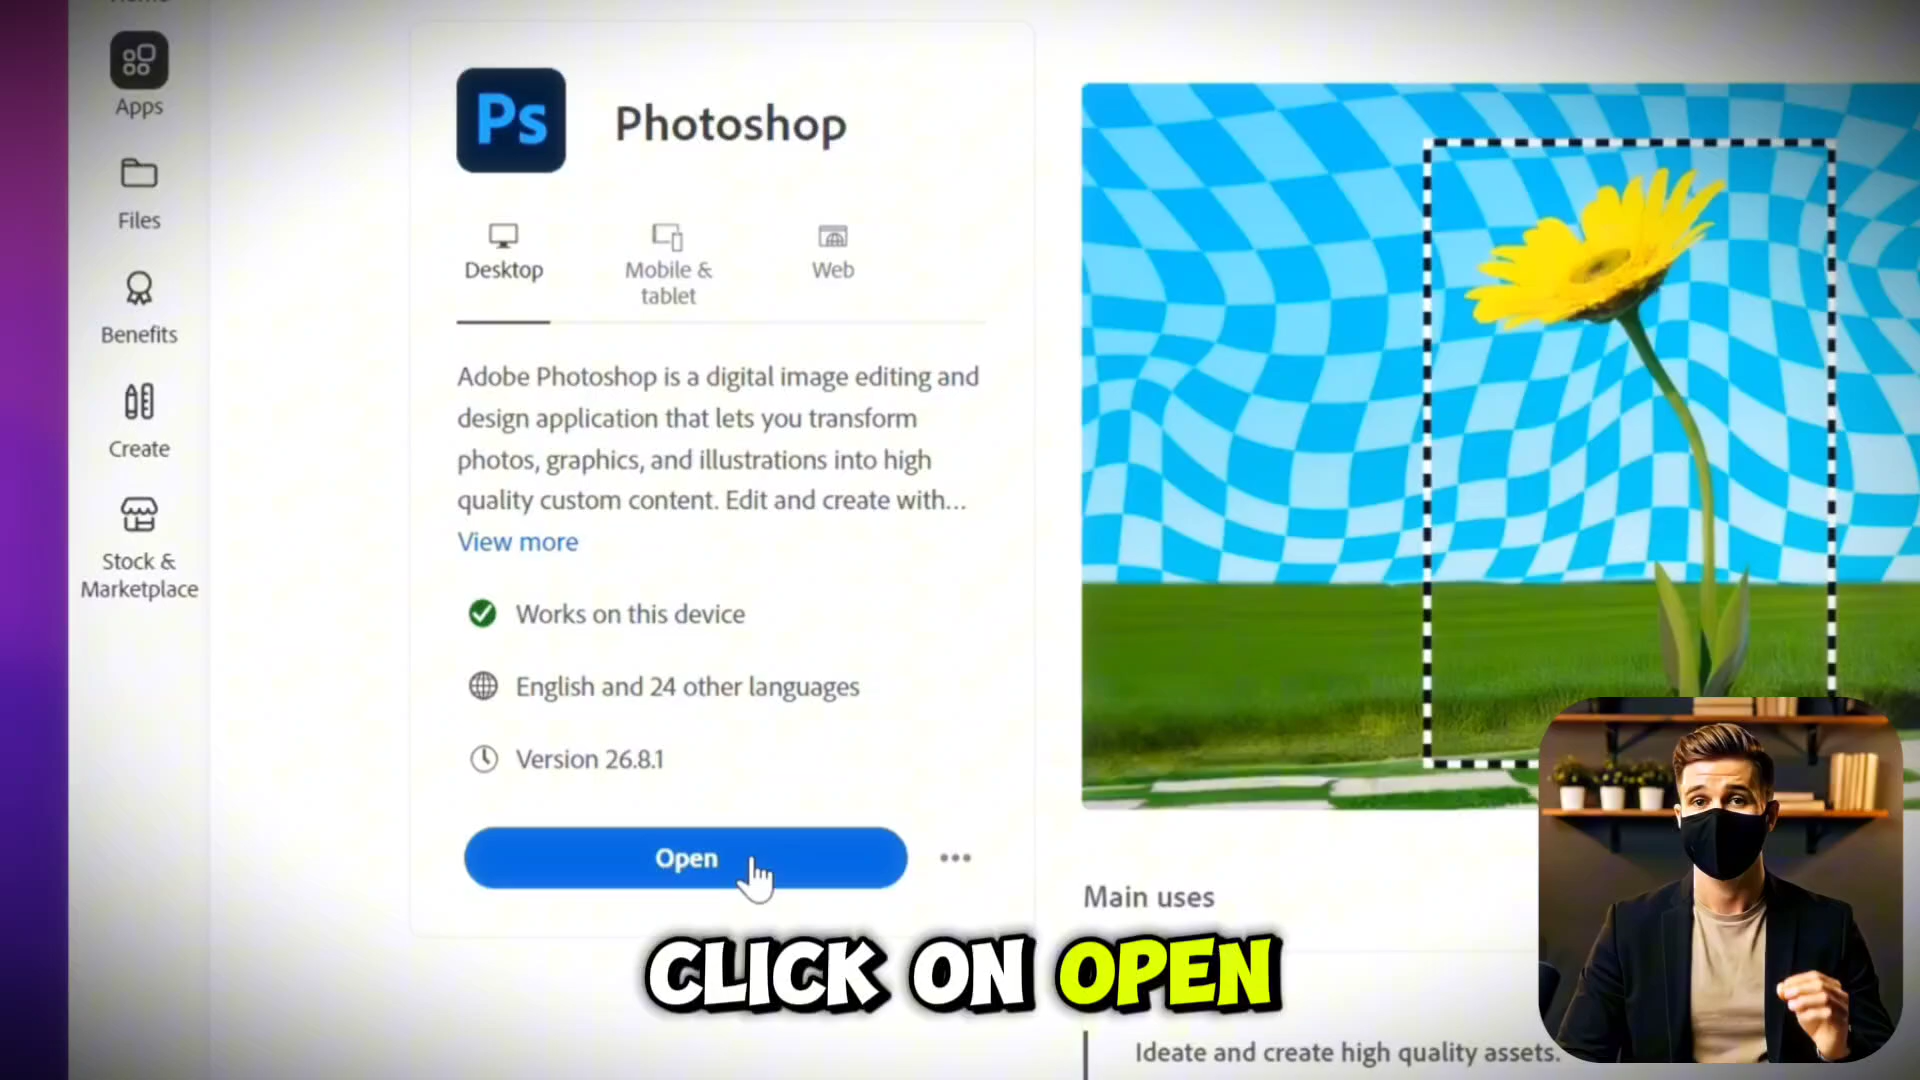 Home
Apps
Files
Benefits
Create
Stock &
Marketplace
Ps
Photoshop
Desktop
Mobile &
tablet
Web
Adobe Photoshop is a digital image editing and
design application that lets you transform
photos, graphics, and illustrations into high
quality custom content. Edit and create with...
View more
Works on this device
English and 24 other languages
Version 26.8.1
Open
Main uses
Ideate and create high quality assets.
CLICK ON OPEN